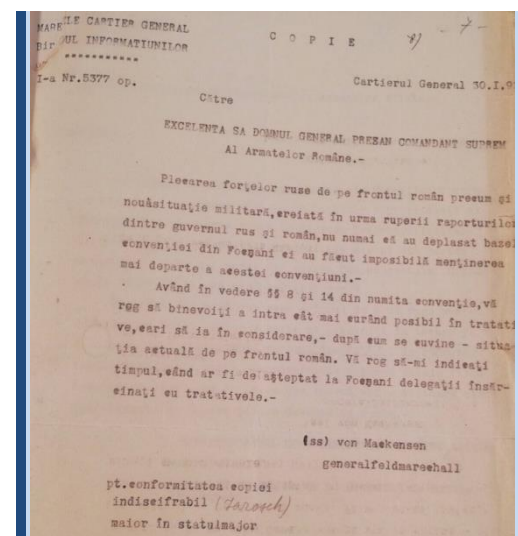 MARELE CARTIER GENERAL
UL INFORMATIUNILOR
***********
C O P I E
8)
- 7 -
I-a Nr.5377 op.
Cartierul General 30.I.9
Către
EXCELENTA SA DOMNUL GENERAL PREZAN COMANDANT SUPREM
Al Armatelor Române.-
Plecarea forţelor ruse de pe frontul român precum şi
nouăsituaţie militară,creiată în urma ruperii raporturilor
dintre guvernul rus şi român,nu numai că au deplasat bazel
convenţiei din Focşani ci au făcut imposibilă menţinerea
mai departe a acestei convenţiuni.-
Având în vedere §§ 8 şi 14 din numita convenţie,vă
rog să binevoiţi a intra cât mai curând posibil în tratati
ve,cari să ia în considerare,- după cum se cuvine - situa-
ţia actuală de pe frontul român. Vă rog să-mi indicaţi
timpul,când ar fi de aşteptat la Focşani delegaţii însăr-
cinaţi cu tratativele.-
(ss) von Mackensen
generalfeldmarechall
pt.conformitatea copiei
indiscifrabil (Jarosch)
maior în statulmajor